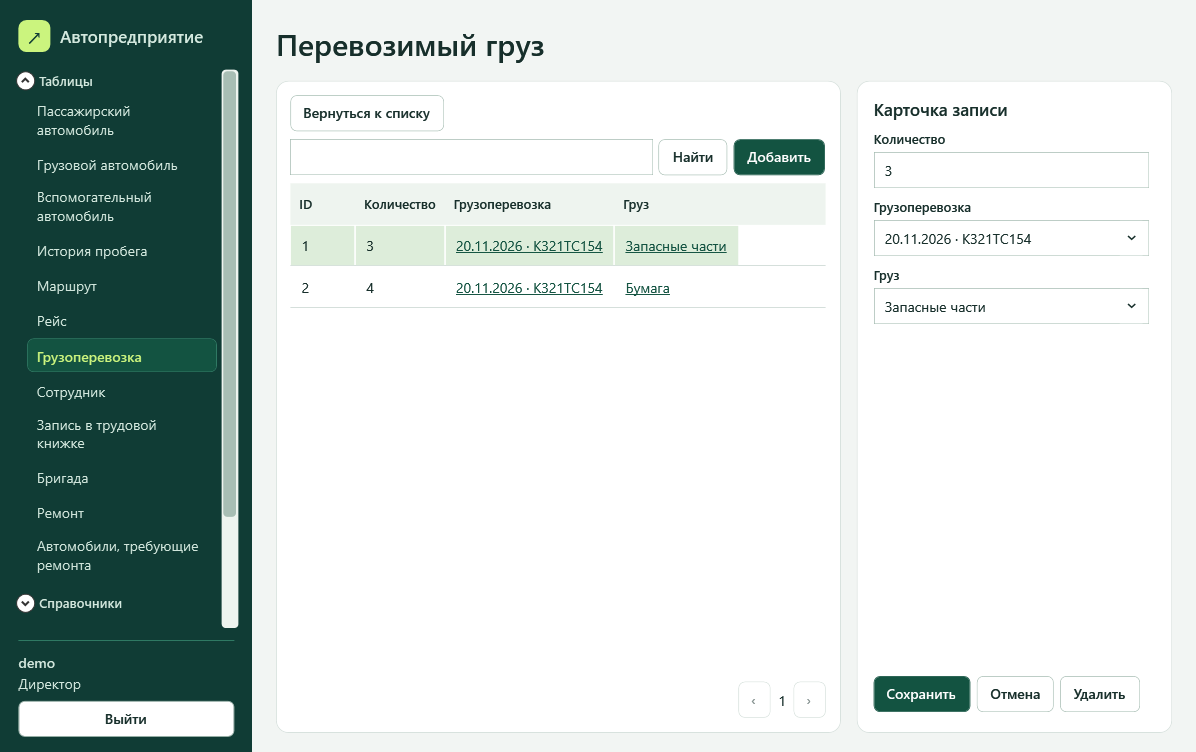 Автопредприятие
Таблицы
Пассажирский
автомобиль
Грузовой автомобиль
Вспомогательный
автомобиль
История пробега
Маршрут
Рейс
Грузоперевозка
Сотрудник
Запись в трудовой
книжке
Бригада
Ремонт
Автомобили, требующие
ремонта
Справочники
demo
Директор
Выйти
Перевозимый груз
Вернуться к списку
Найти Добавить
ID Количество Грузоперевозка Груз
1 3 20.11.2026 · К321ТС154 Запасные части
2 4 20.11.2026 · К321ТС154 Бумага
‹ 1 ›
Карточка записи
Количество
3
Грузоперевозка
20.11.2026 · К321ТС154
Груз
Запасные части
Сохранить Отмена Удалить